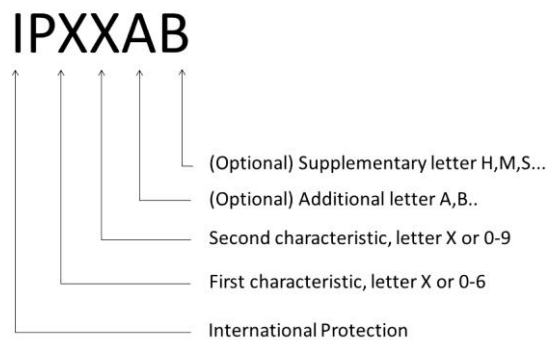 IPXXAB
(Optional) Supplementary letter H,M,S...
(Optional) Additional letter A,B..
Second characteristic, letter X or 0-9
First characteristic, letter X or 0-6
International Protection